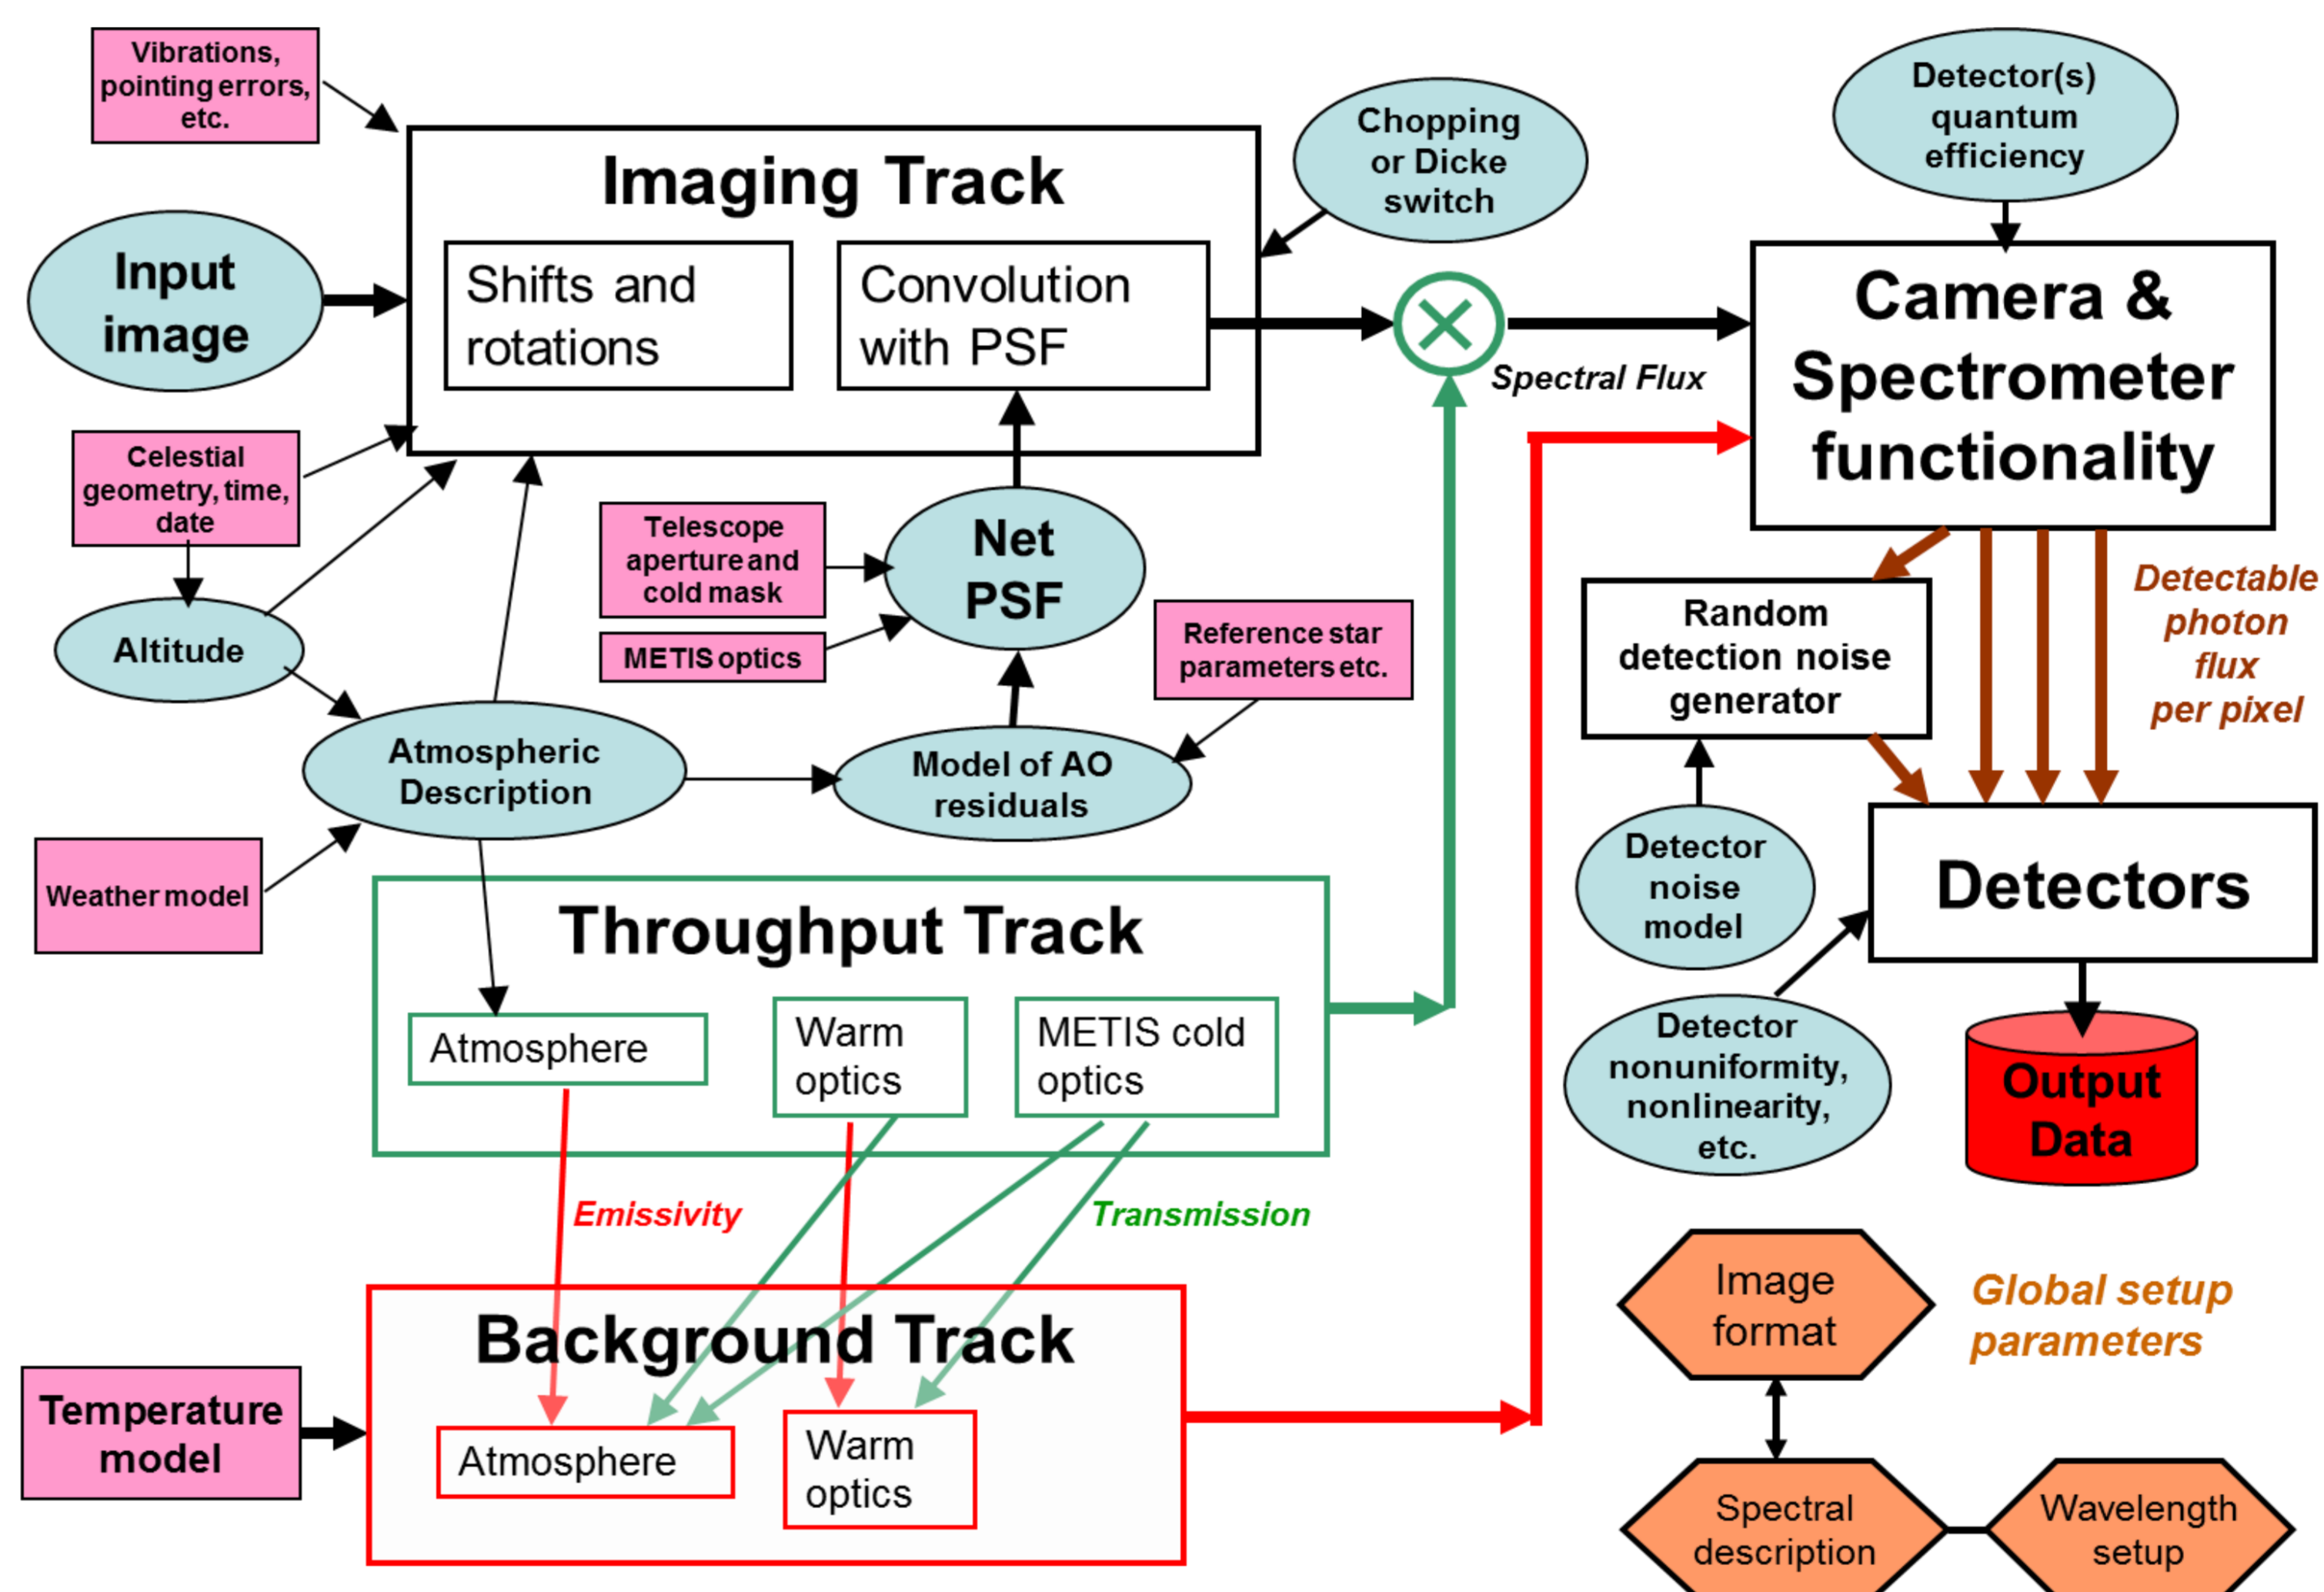 Vibrations,
pointing errors,
etc.
Imaging Track
Chopping
or Dicke
switch
Detector(s)
quantum
efficiency
Input
image
Shifts and
rotations
Convolution
with PSF
Spectral Flux
Camera &
Spectrometer
functionality
Celestial
geometry, time,
date
Telescope
aperture and
cold mask
Net
PSF
METIS optics
Reference star
parameters etc.
Altitude
Atmospheric
Description
Model of AO
residuals
Random
detection noise
generator
Detectable
photon
flux
per pixel
Weather model
Detector
noise
model
Detectors
Throughput Track
Atmosphere
Warm
optics
METIS cold
optics
Detector
nonuniformity,
nonlinearity,
etc.
Output
Data
Emissivity
Transmission
Background Track
Temperature
model
Atmosphere
Warm
optics
Image
format
Global setup
parameters
Spectral
description
Wavelength
setup